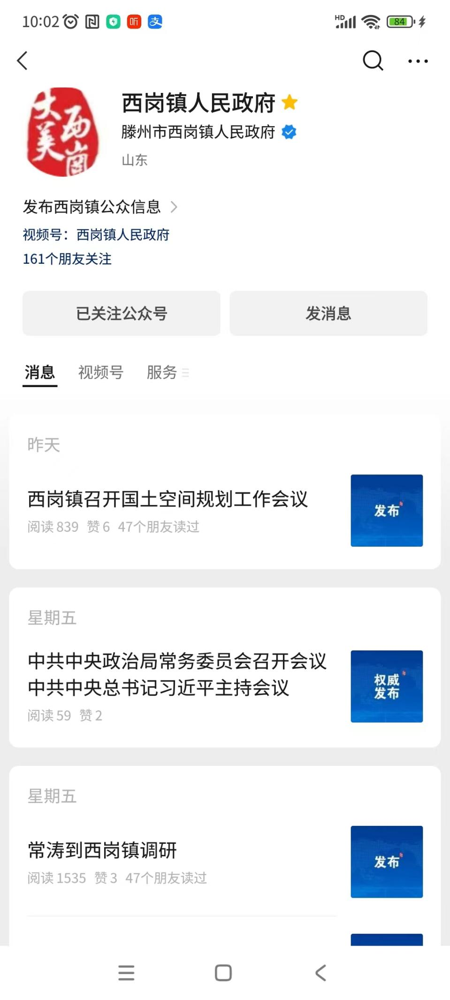 10:02
听
支
HD
84
大美
西岗
西岗镇人民政府
滕州市西岗镇人民政府
山东
发布西岗镇公众信息
视频号：西岗镇人民政府
161个朋友关注
已关注公众号
发消息
消息
视频号
服务
昨天
西岗镇召开国土空间规划工作会议
阅读 839 赞 6 47个朋友读过
发布
星期五
中共中央政治局常务委员会召开会议
中共中央总书记习近平主持会议
阅读 59 赞 2
权威
发布
星期五
常涛到西岗镇调研
阅读 1535 赞 3 47个朋友读过
发布